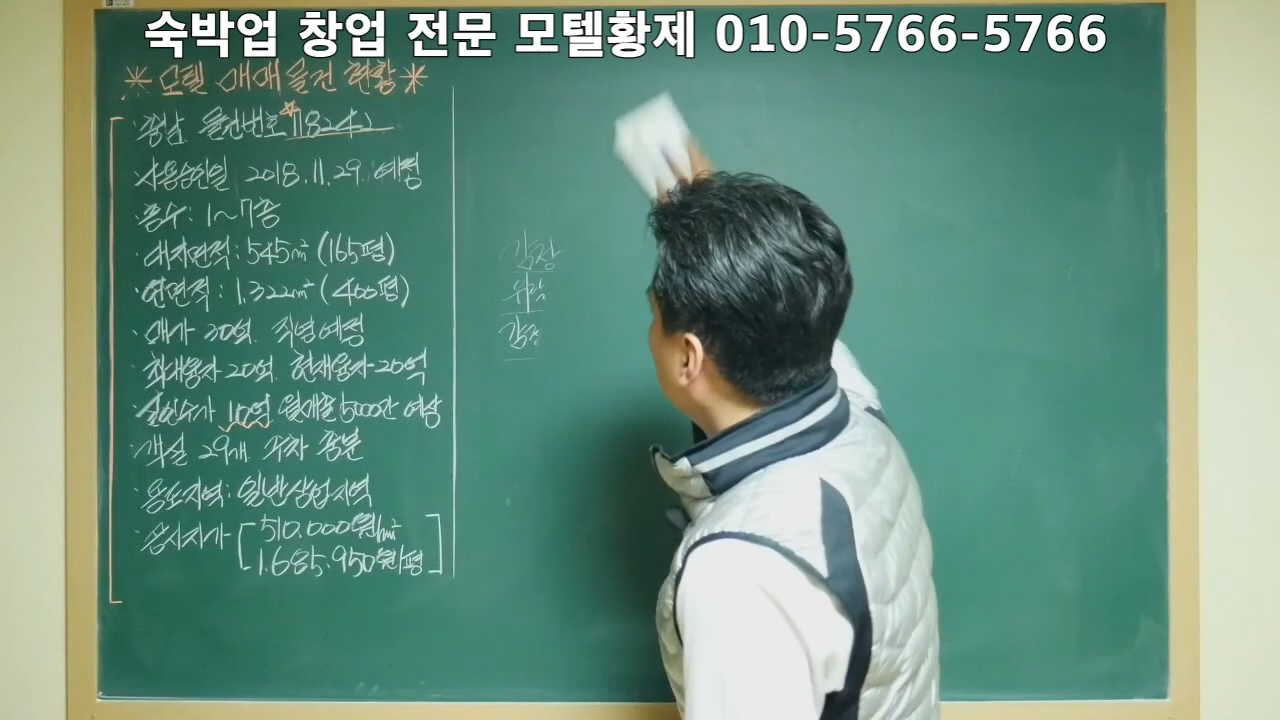 숙박업 창업 전문 모텔황제 010-5766-5766
※ 모텔 매매 물건 현황 ※
· 물건번호 118242
· 사용승인일 2018.11.29. 예정
· 층수: 1~7층
· 대지면적: 545㎡ (165평)
· 연면적: 1,322㎡ (400평)
· 매가 30억. 직영예정
· 최대융자 20억. 현재융자-20억
· 실인수가 10억 월매출 5000만 예상
· 객실 29개 주차 충분
· 용도지역: 일반상업지역
· 공시지가 [510.000원/㎡
1.685.950원/평]